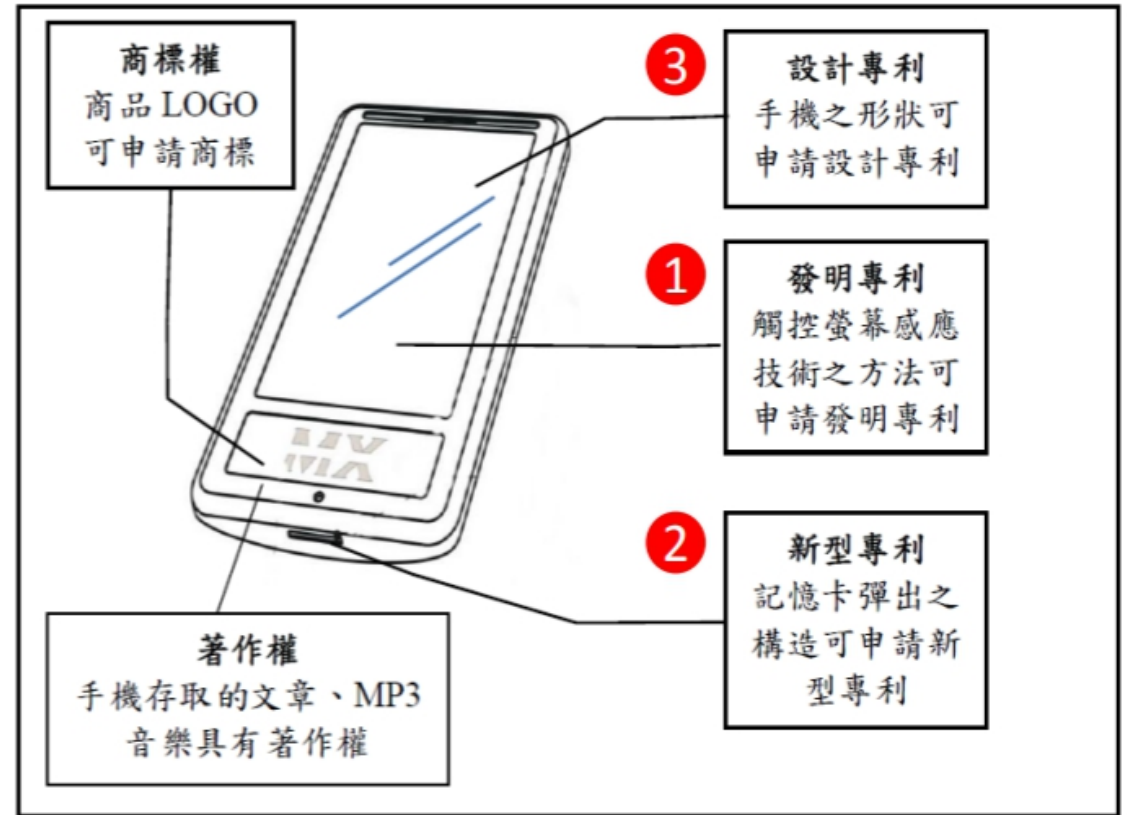 商標權
商品 LOGO
可申請商標
3
設計專利
手機之形狀可
申請設計專利
1
發明專利
觸控螢幕感應
技術之方法可
申請發明專利
2
新型專利
記憶卡彈出之
構造可申請新
型專利
著作權
手機存取的文章、MP3
音樂具有著作權